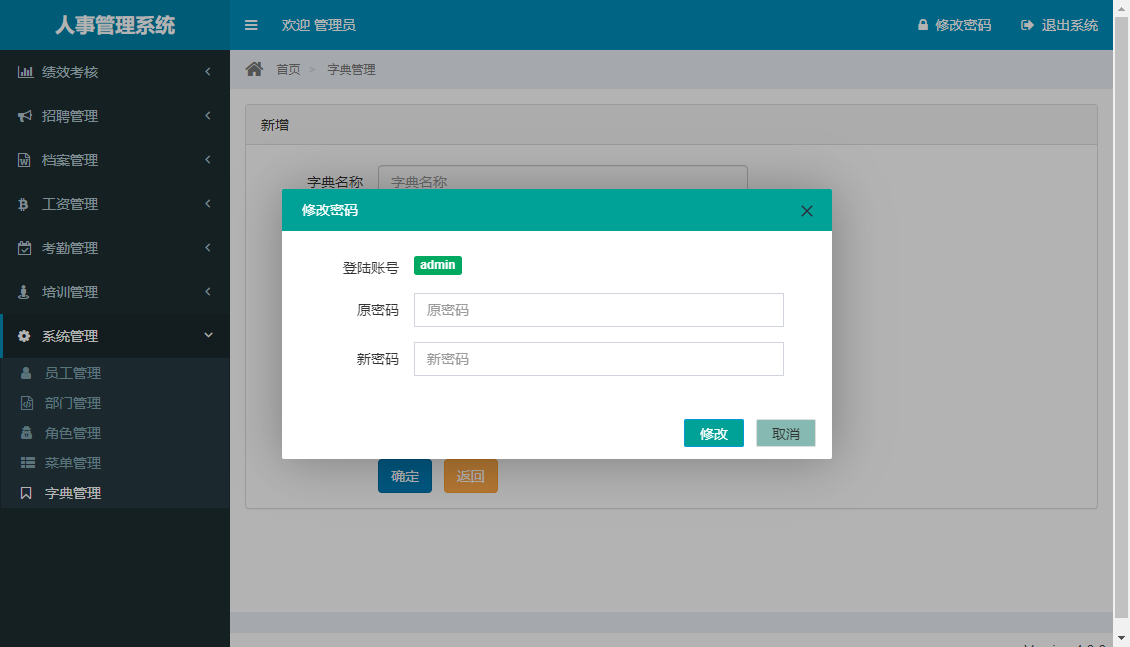 人事管理系统
欢迎 管理员
修改密码
退出系统
绩效考核
招聘管理
档案管理
工资管理
考勤管理
培训管理
系统管理
员工管理
部门管理
角色管理
菜单管理
字典管理
首页 > 字典管理
新增
字典名称 字典名称
修改密码
登陆账号 admin
原密码 原密码
新密码 新密码
修改 取消
确定 返回